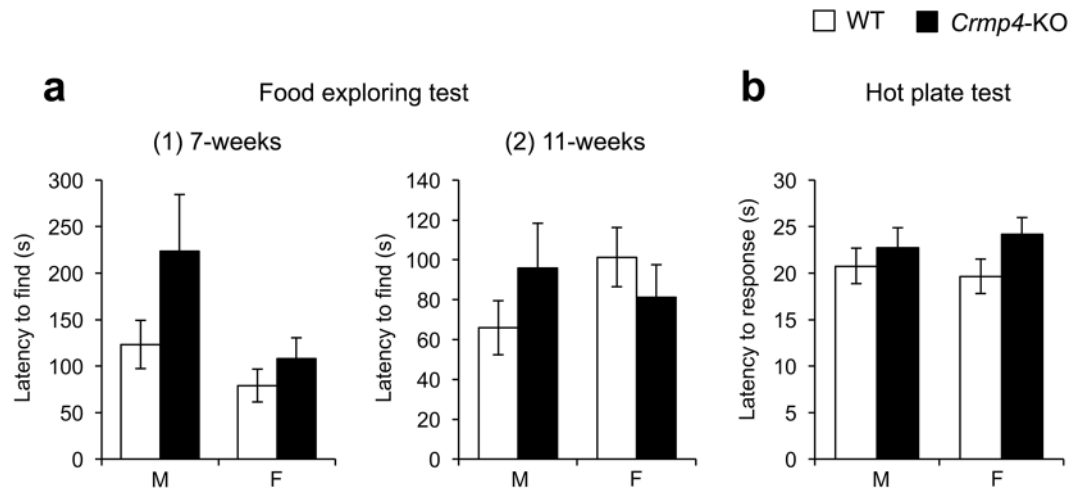 WT Crmp4-KO
a Food exploring test b Hot plate test
(1) 7-weeks (2) 11-weeks
Latency to find (s)
300
250
200
150
100
50
0
M F
Latency to find (s)
140
120
100
80
60
40
20
0
M F
Latency to response (s)
30
25
20
15
10
5
0
M F